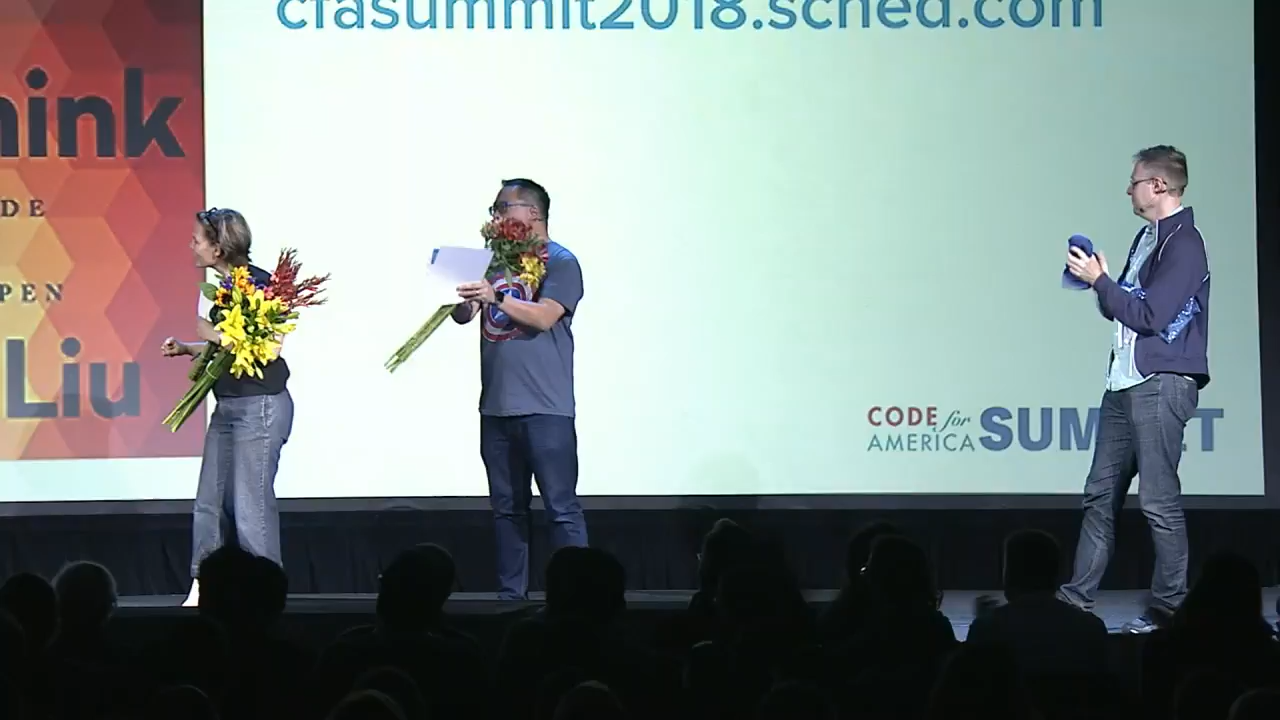 cfasummit2018.sched.com
hink
DE
PEN
Liu
CODE for
AMERICA